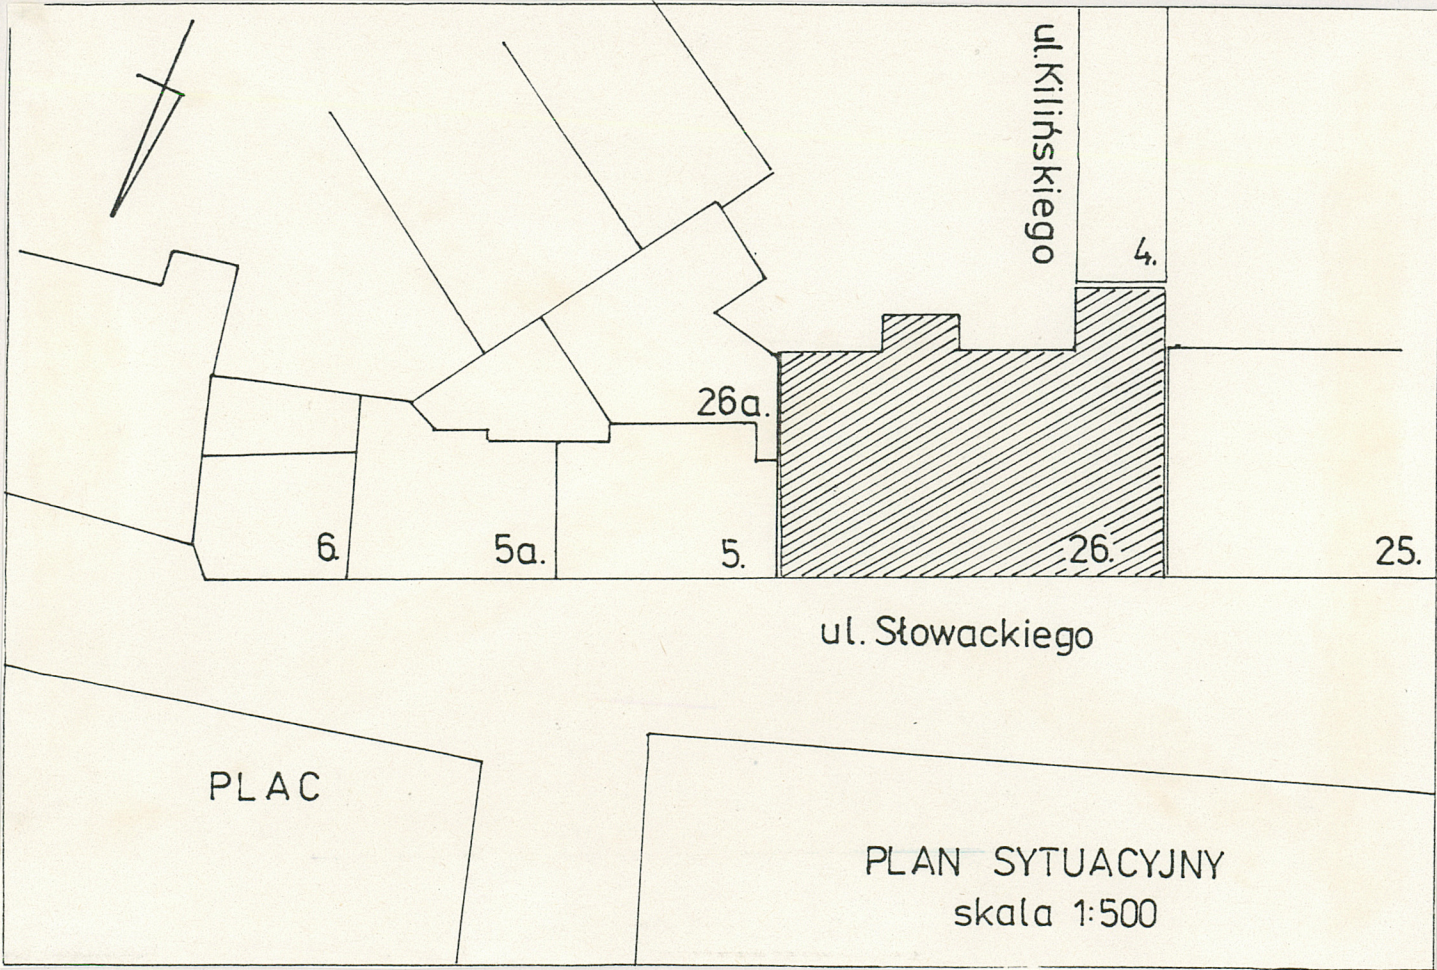 ul. Kilińskiego
4.
26a.
6.
5a.
5.
26.
25.
ul. Słowackiego
PLAC
PLAN SYTUACYJNY
skala 1:500